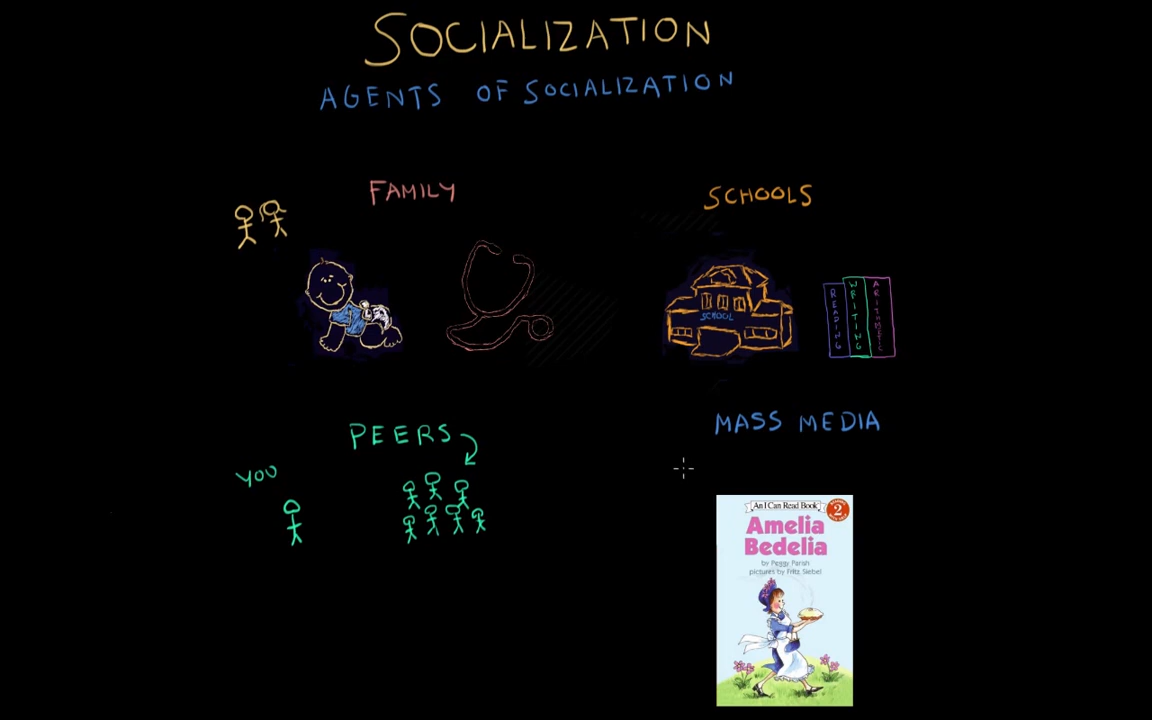 SOCIALIZATION
AGENTS OF SOCIALIZATION
FAMILY
SCHOOLS
SCHOOL
READING
WRITING
ARITHMETIC
PEERS
YOU
MASS MEDIA
An I Can Read Book
2
Amelia
Bedelia
by Peggy Parish
pictures by Fritz Siebel